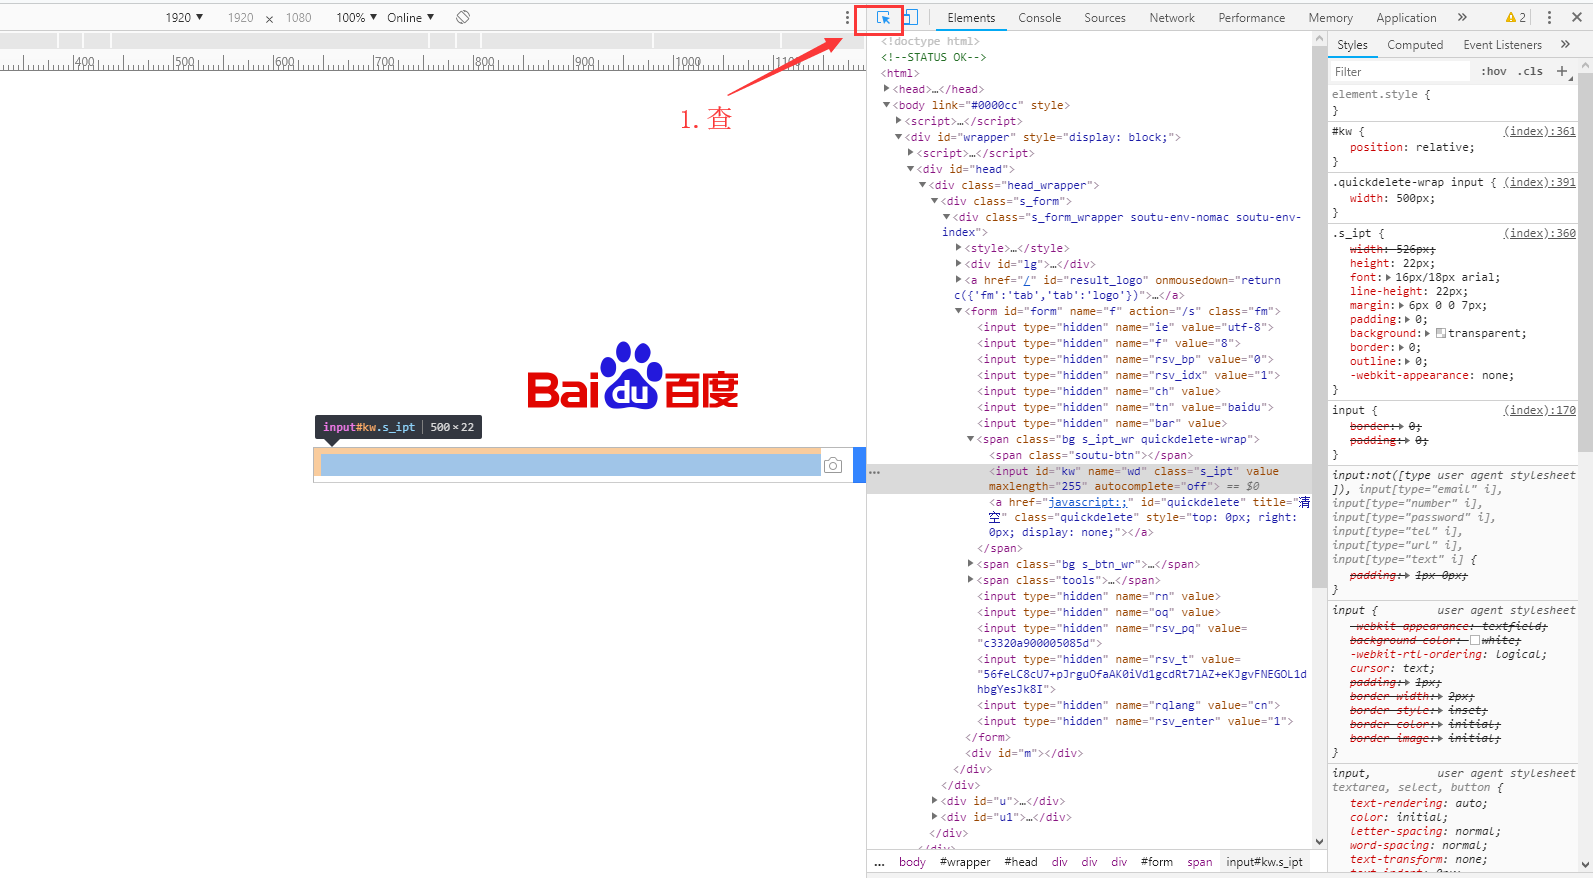 1920 ▼ 1920 × 1080 100% ▼ Online ▼
Elements Console Sources Network Performance Memory Application » 2
400 500 600 700 800 900 1000 1100
1.查
Bai du 百度
input#kw.s_ipt 500 × 22
<!doctype html>
<!--STATUS OK-->
<html>
<head>…</head>
<body link="#0000cc" style>
<script>…</script>
<div id="wrapper" style="display: block;">
<script>…</script>
<div id="head">
<div class="head_wrapper">
<div class="s_form">
<div class="s_form_wrapper soutu-env-nomac soutu-env-
index">
<style>…</style>
<div id="lg">…</div>
<a href="/" id="result_logo" onmousedown="return
c({'fm':'tab','tab':'logo'})">…</a>
<form id="form" name="f" action="/s" class="fm">
<input type="hidden" name="ie" value="utf-8">
<input type="hidden" name="f" value="8">
<input type="hidden" name="rsv_bp" value="0">
<input type="hidden" name="rsv_idx" value="1">
<input type="hidden" name="ch" value>
<input type="hidden" name="tn" value="baidu">
<input type="hidden" name="bar" value>
<span class="bg s_ipt_wr quickdelete-wrap">
<span class="soutu-btn"></span>
<input id="kw" name="wd" class="s_ipt" value
maxlength="255" autocomplete="off"> == $0
<a href="javascript:;" id="quickdelete" title="清
空" class="quickdelete" style="top: 0px; right:
0px; display: none;"></a>
</span>
<span class="bg s_btn_wr">…</span>
<span class="tools">…</span>
<input type="hidden" name="rn" value>
<input type="hidden" name="oq" value>
<input type="hidden" name="rsv_pq" value=
"c3320a900005085d">
<input type="hidden" name="rsv_t" value=
"56feLC8cU7+pJrguOfaAK0iVd1gcdRt7lAZ+eKJgvFNEGOL1d
hbgYesJk8I">
<input type="hidden" name="rqlang" value="cn">
<input type="hidden" name="rsv_enter" value="1">
</form>
<div id="m"></div>
</div>
</div>
<div id="u">…</div>
<div id="u1">…</div>
</div>
</div>
... body #wrapper #head div div div #form span input#kw.s_ipt
Styles Computed Event Listeners »
Filter :hov .cls +
element.style {
}
#kw { (index):361
position: relative;
}
.quickdelete-wrap input { (index):391
width: 500px;
}
.s_ipt { (index):360
width: 526px;
height: 22px;
font: 16px/18px arial;
line-height: 22px;
margin: 6px 0 0 7px;
padding: 0;
background: transparent;
border: 0;
outline: 0;
-webkit-appearance: none;
}
input { (index):170
border: 0;
padding: 0;
}
input:not([type user agent stylesheet
]), input[type="email" i],
input[type="number" i],
input[type="password" i],
input[type="tel" i],
input[type="url" i],
input[type="text" i] {
padding: 1px 0px;
}
input { user agent stylesheet
-webkit-appearance: textfield;
background-color: white;
-webkit-rtl-ordering: logical;
cursor: text;
padding: 1px;
border-width: 2px;
border-style: inset;
border-color: initial;
border-image: initial;
}
input, user agent stylesheet
textarea, select, button {
text-rendering: auto;
color: initial;
letter-spacing: normal;
word-spacing: normal;
text-transform: none;
text-indent: 0px;